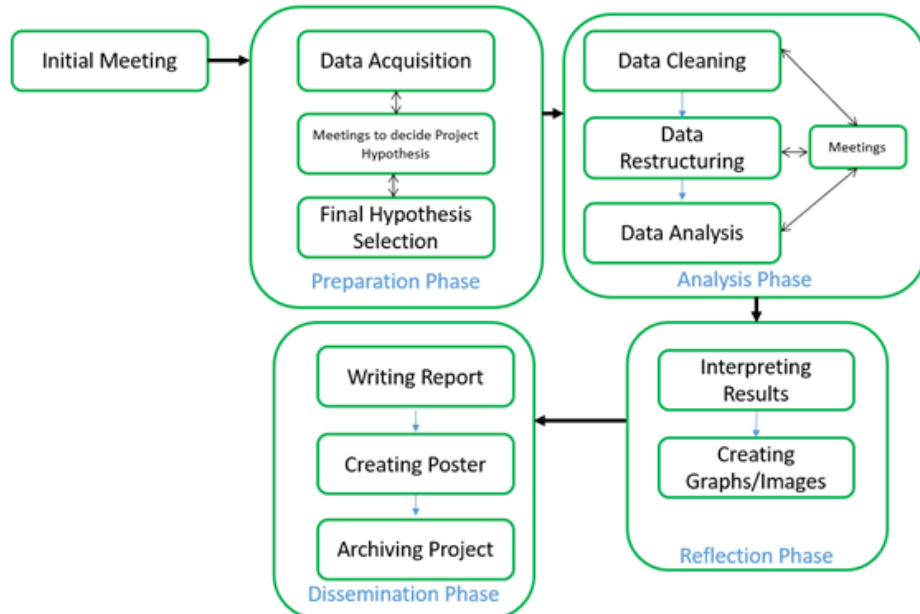 Initial Meeting
Data Acquisition
Meetings to decide Project
Hypothesis
Final Hypothesis
Selection
Preparation Phase
Data Cleaning
Data
Restructuring
Meetings
Data Analysis
Analysis Phase
Interpreting
Results
Creating
Graphs/Images
Reflection Phase
Writing Report
Creating Poster
Archiving Project
Dissemination Phase